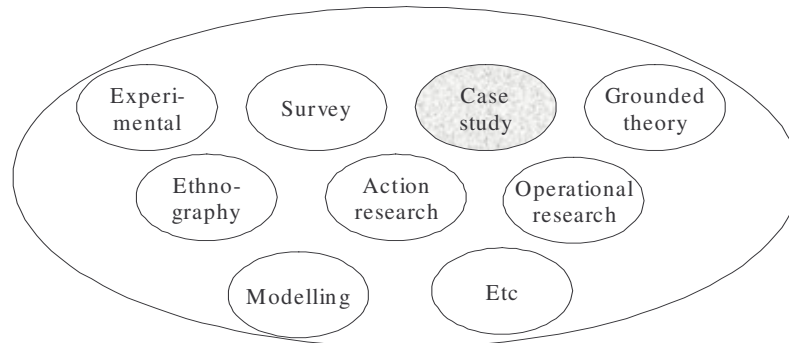 Experi-
mental
Survey
Case
study
Grounded
theory
Ethno-
graphy
Action
research
Operational
research
Modelling
Etc